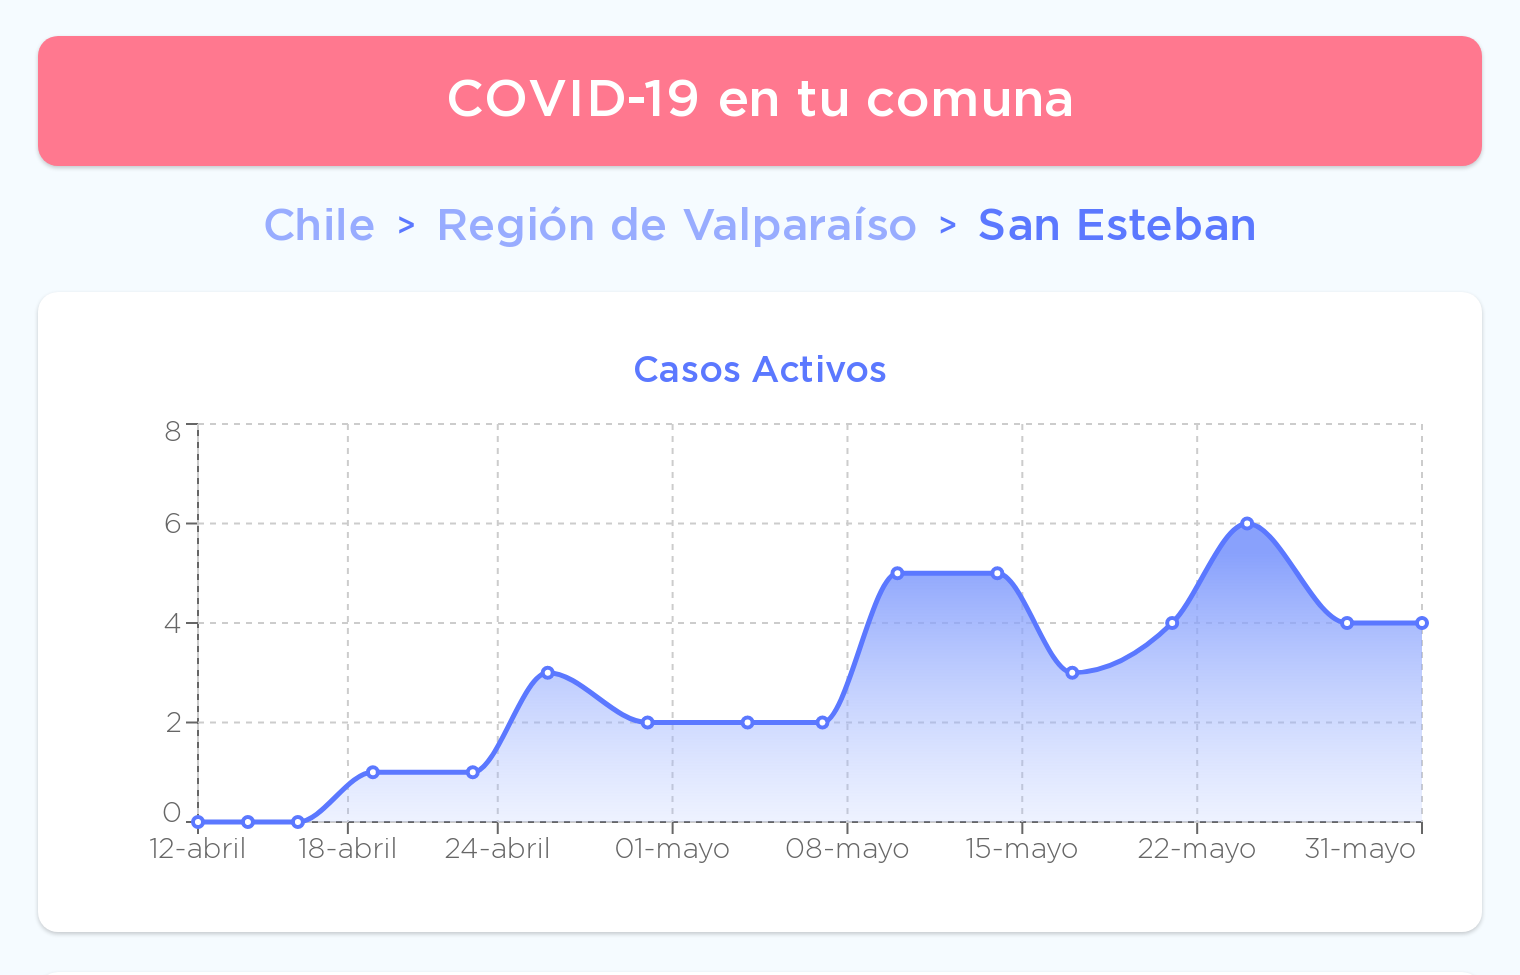 COVID-19 en tu comuna
Chile > Región de Valparaíso > San Esteban
Casos Activos
8
6
4
2
0
12-abril 18-abril 24-abril 01-mayo 08-mayo 15-mayo 22-mayo 31-mayo